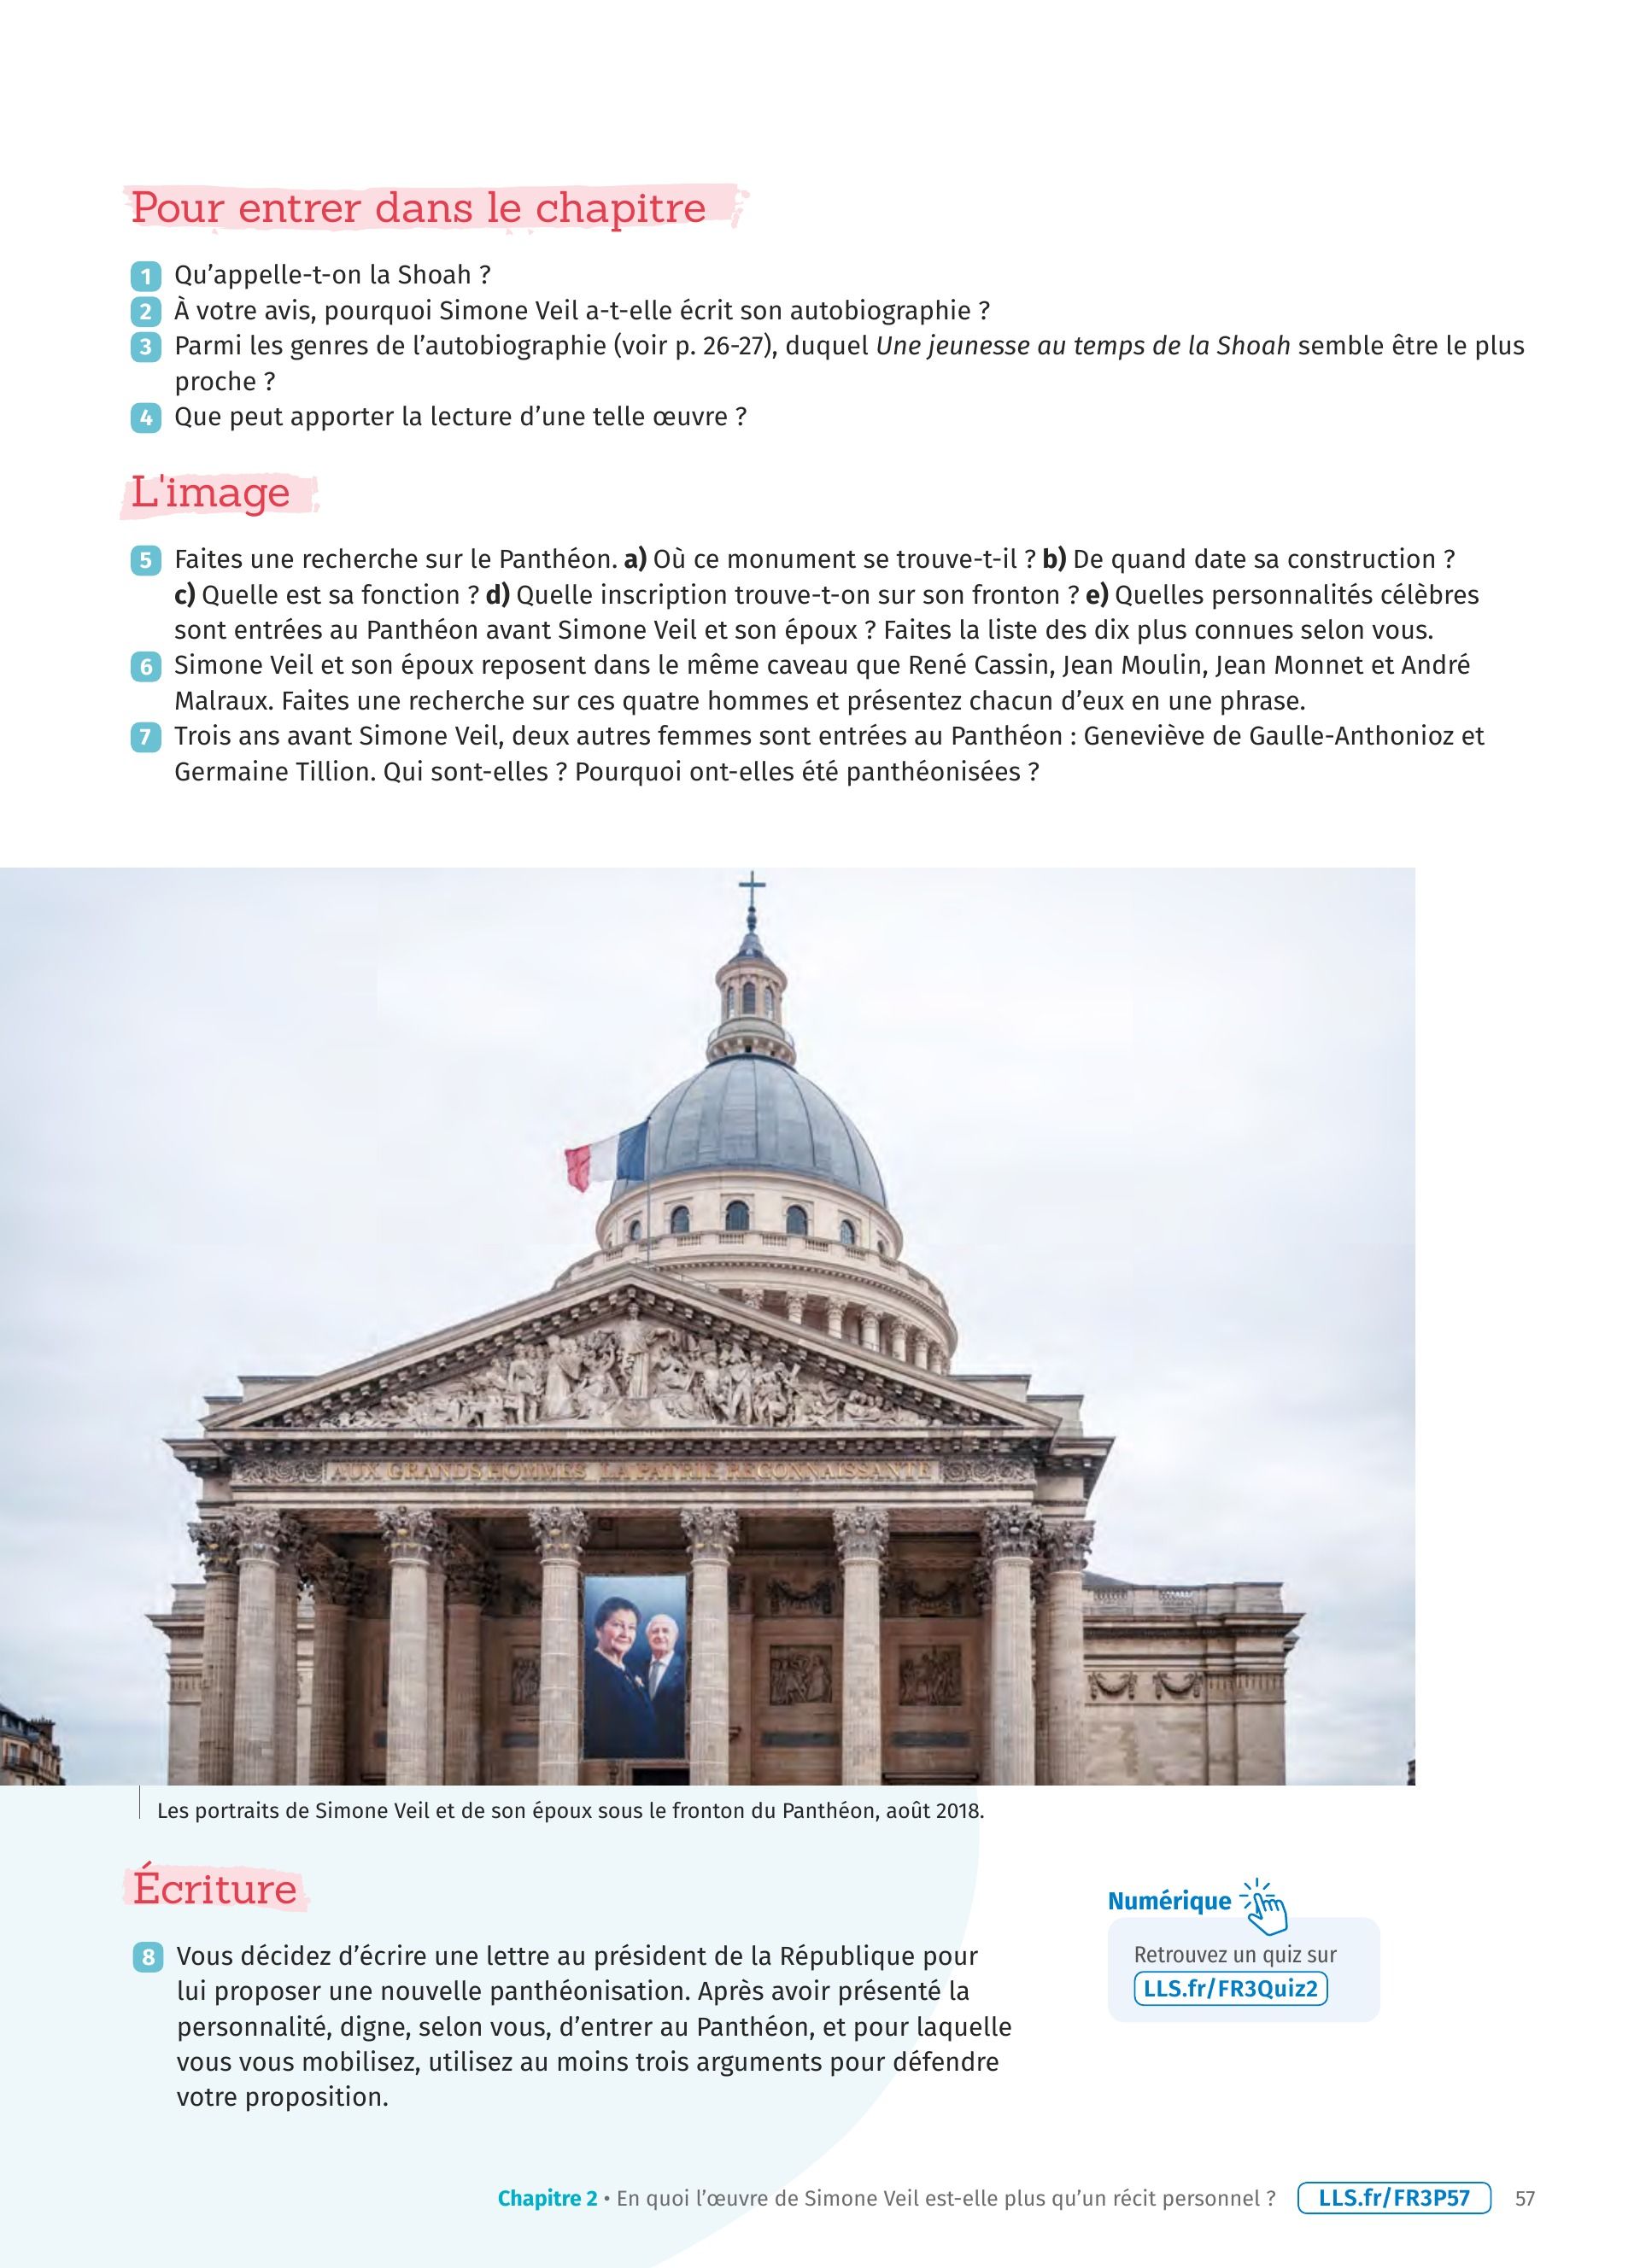 Pour entrer dans le chapitre
1 Qu’appelle-t-on la Shoah ?
2 À votre avis, pourquoi Simone Veil a-t-elle écrit son autobiographie ?
3 Parmi les genres de l’autobiographie (voir p. 26-27), duquel Une jeunesse au temps de la Shoah semble être le plus
proche ?
4 Que peut apporter la lecture d’une telle œuvre ?
L'image
5 Faites une recherche sur le Panthéon. a) Où ce monument se trouve-t-il ? b) De quand date sa construction ?
c) Quelle est sa fonction ? d) Quelle inscription trouve-t-on sur son fronton ? e) Quelles personnalités célèbres
sont entrées au Panthéon avant Simone Veil et son époux ? Faites la liste des dix plus connues selon vous.
6 Simone Veil et son époux reposent dans le même caveau que René Cassin, Jean Moulin, Jean Monnet et André
Malraux. Faites une recherche sur ces quatre hommes et présentez chacun d’eux en une phrase.
7 Trois ans avant Simone Veil, deux autres femmes sont entrées au Panthéon : Geneviève de Gaulle-Anthonioz et
Germaine Tillion. Qui sont-elles ? Pourquoi ont-elles été panthéonisées ?
AUX GRANDS HOMMES LA PATRIE RECONNAISSANTE
Les portraits de Simone Veil et de son époux sous le fronton du Panthéon, août 2018.
Écriture
8 Vous décidez d’écrire une lettre au président de la République pour
lui proposer une nouvelle panthéonisation. Après avoir présenté la
personnalité, digne, selon vous, d’entrer au Panthéon, et pour laquelle
vous vous mobilisez, utilisez au moins trois arguments pour défendre
votre proposition.
Numérique
Retrouvez un quiz sur
LLS.fr/FR3Quiz2
Chapitre 2 • En quoi l’œuvre de Simone Veil est-elle plus qu’un récit personnel ? LLS.fr/FR3P57 57